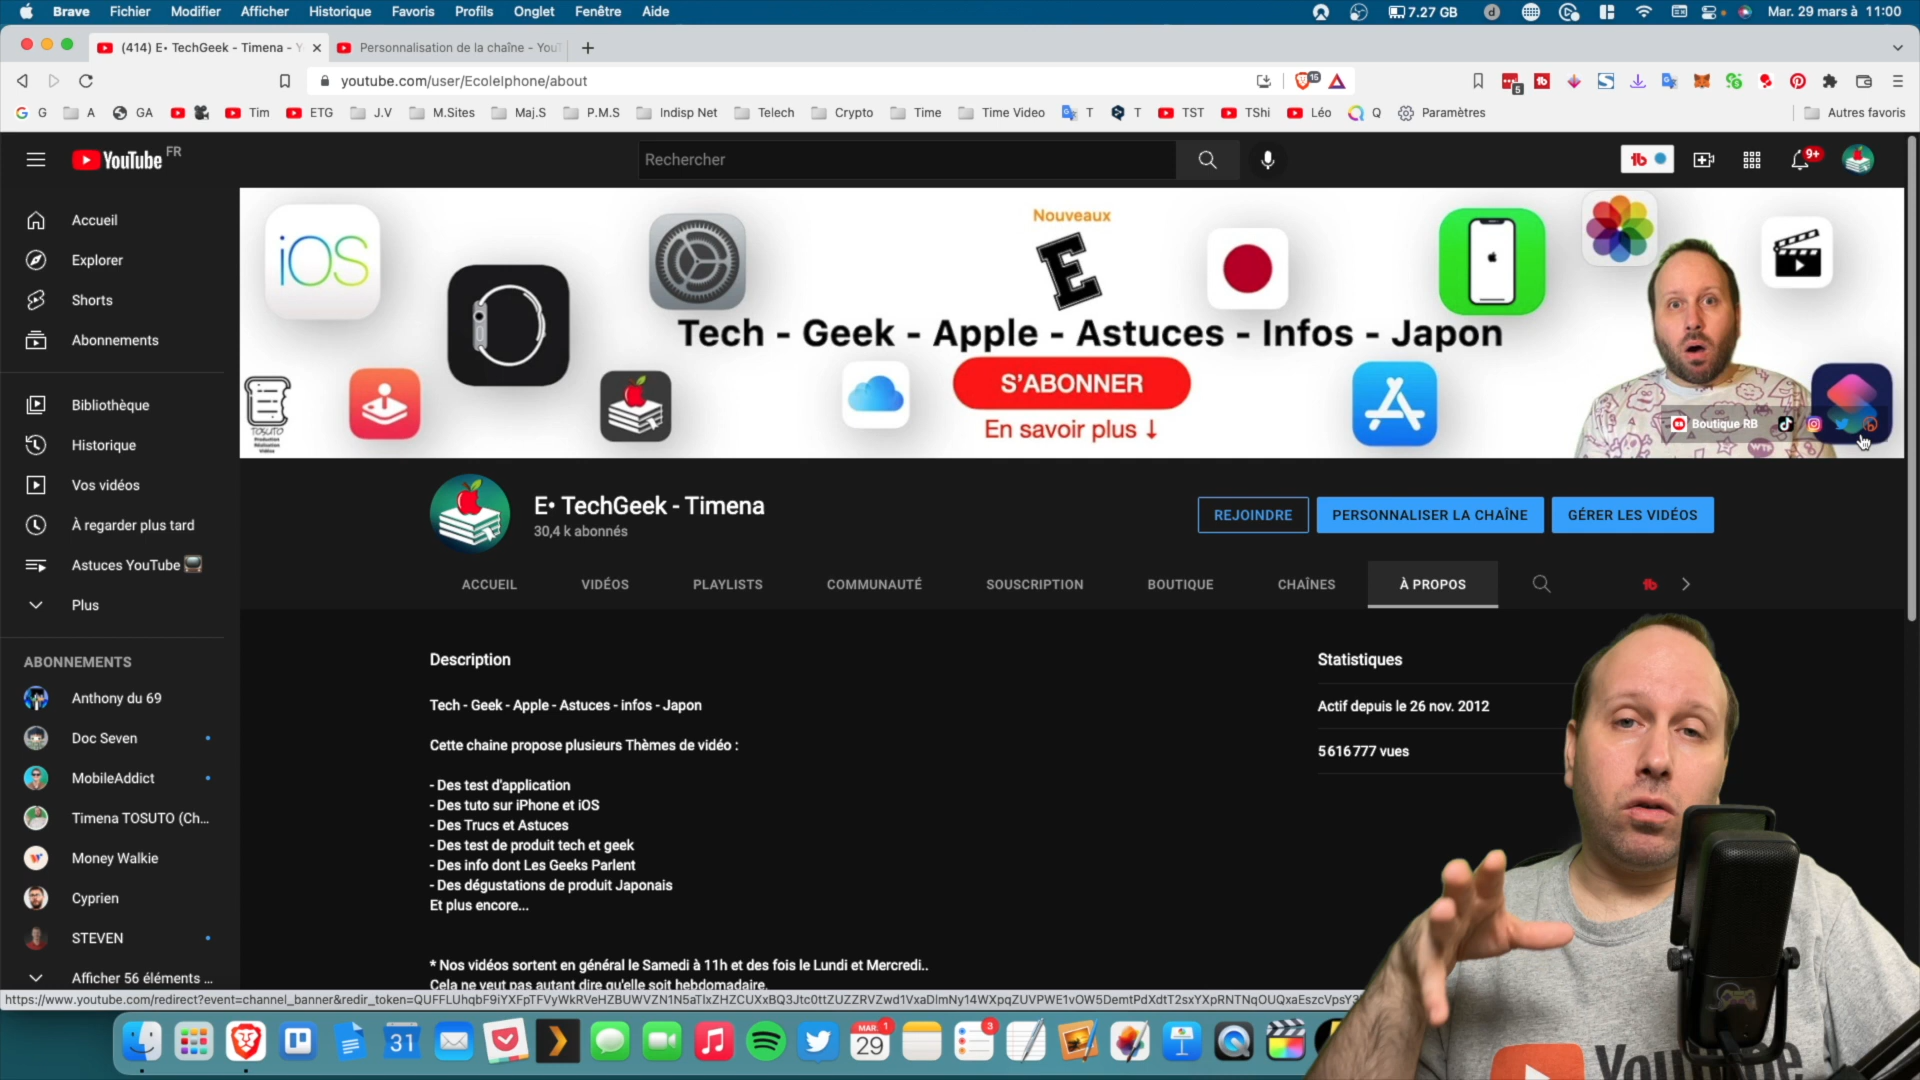 Brave Fichier Modifier Afficher Historique Favoris Profils Onglet Fenêtre Aide 7.27 GB Mar. 29 mars à 11:00
(414) E• TechGeek - Timena - Y Personnalisation de la chaîne - You
youtube.com/user/EcoleIphone/about 15 5
G A GA Tim ETG J.V M.Sites Maj.S P.M.S Indisp Net Telech Crypto Time Time Video T T TST TShi Léo Q Paramètres Autres favoris
YouTube FR
Rechercher
9+
Accueil
Explorer
Shorts
Abonnements
Bibliothèque
Historique
Vos vidéos
À regarder plus tard
Astuces YouTube
Plus
ABONNEMENTS
Anthony du 69
Doc Seven
MobileAddict
Timena TOSUTO (Ch...
Money Walkie
Cyprien
STEVEN
Afficher 56 éléments ...
iOS
Nouveaux
E
Tech - Geek - Apple - Astuces - Infos - Japon
S'ABONNER
En savoir plus ↓
TOSUTO
Boutique RB
E• TechGeek - Timena
30,4 k abonnés
REJOINDRE PERSONNALISER LA CHAÎNE GÉRER LES VIDÉOS
ACCUEIL VIDÉOS PLAYLISTS COMMUNAUTÉ SOUSCRIPTION BOUTIQUE CHAÎNES À PROPOS
Description
Tech - Geek - Apple - Astuces - infos - Japon
Cette chaine propose plusieurs Thèmes de vidéo :
- Des test d'application
- Des tuto sur iPhone et iOS
- Des Trucs et Astuces
- Des test de produit tech et geek
- Des info dont Les Geeks Parlent
- Des dégustations de produit Japonais
Et plus encore...
* Nos vidéos sortent en général le Samedi à 11h et des fois le Lundi et Mercredi..
Cela ne veut pas autant dire qu'elle soit hebdomadaire.
Statistiques
Actif depuis le 26 nov. 2012
5 616 777 vues
31 MAR. 1 29 3